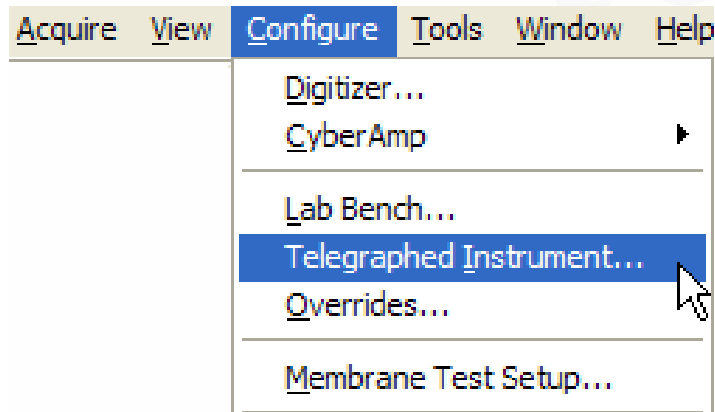 Acquire View Configure Tools Window Help
Digitizer...
CyberAmp
Lab Bench...
Telegraphed Instrument...
Overrides...
Membrane Test Setup...